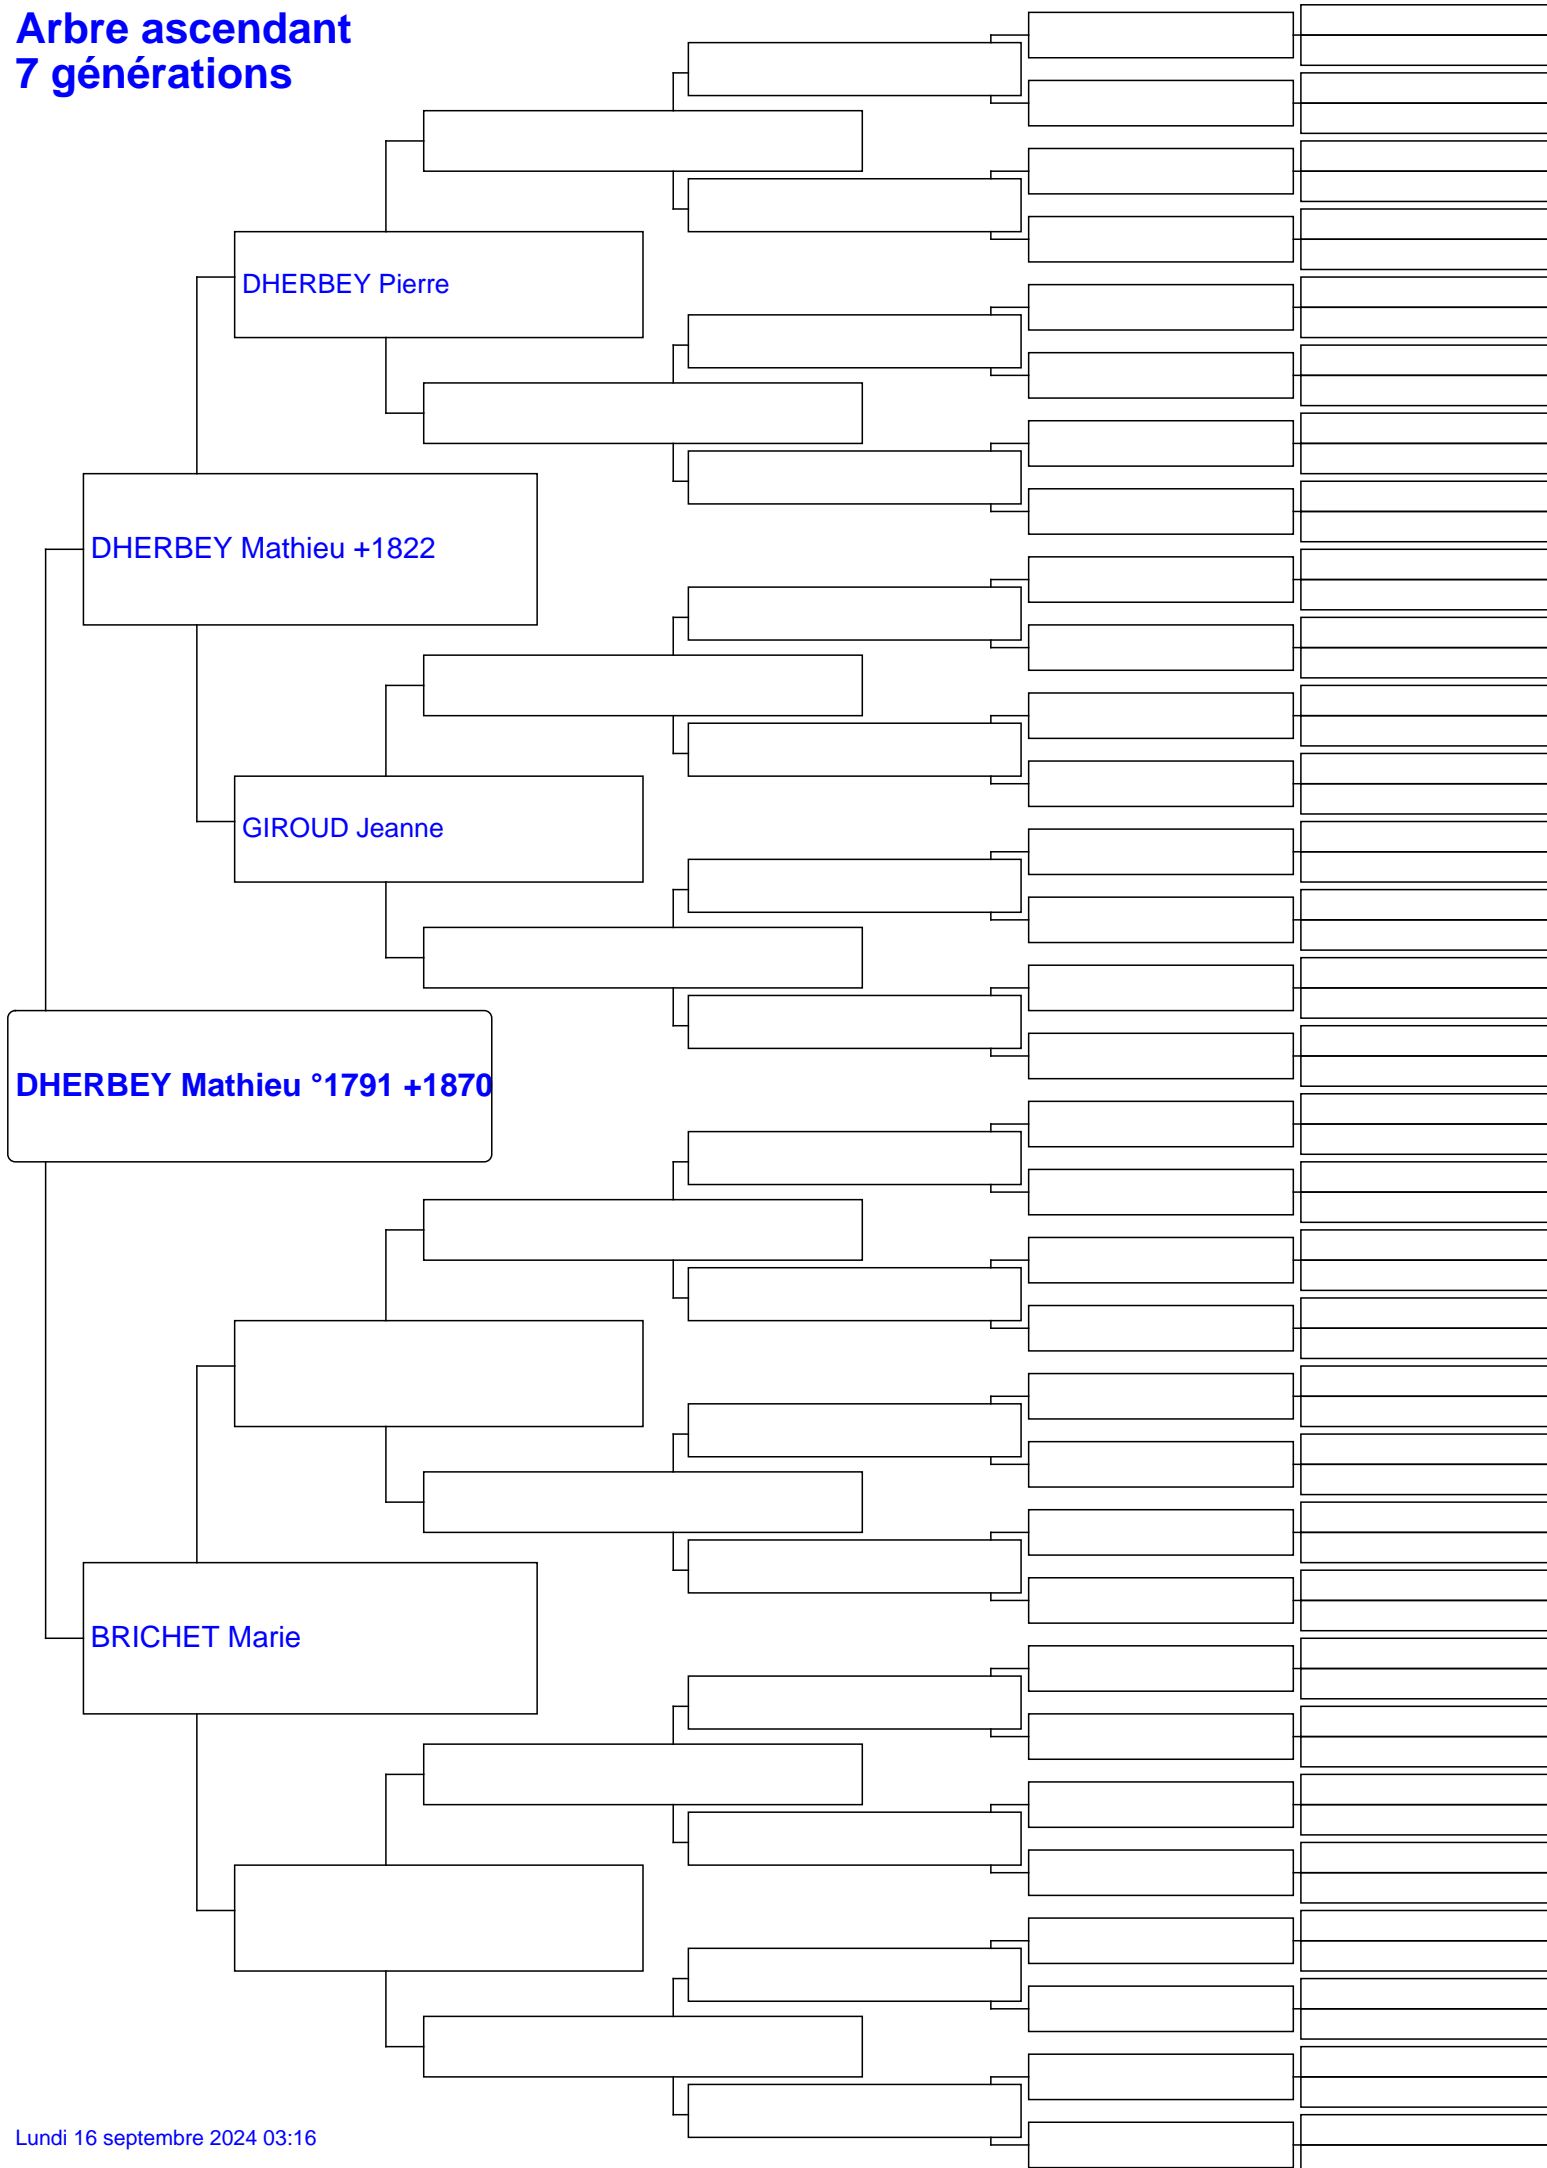 Arbre ascendant
7 générations
DHERBEY Pierre
DHERBEY Mathieu +1822
GIROUD Jeanne
DHERBEY Mathieu °1791 +1870
BRICHET Marie
Lundi 16 septembre 2024 03:16